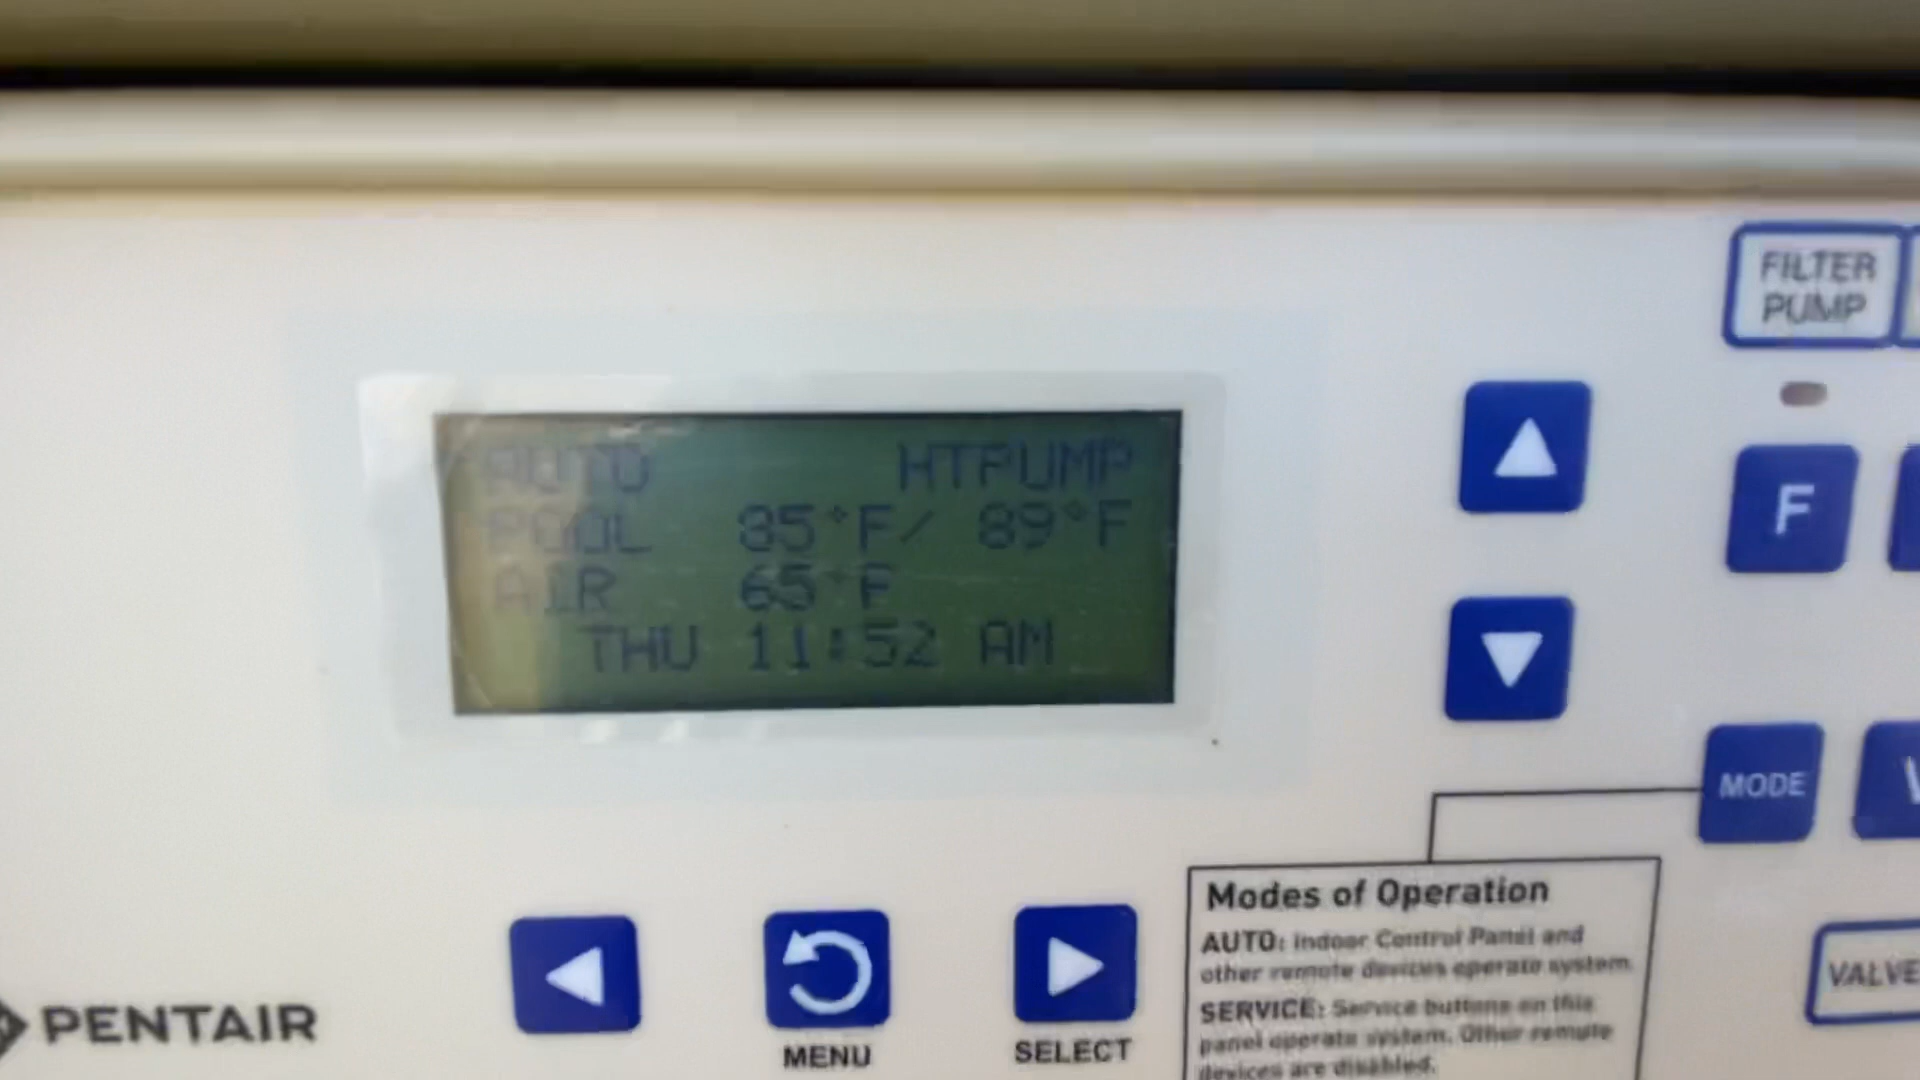 FILTER
PUMP
AUTO HTPUMP
POOL 85°F/ 89°F
AIR 65°F
THU 11:52 AM
F
MODE
Modes of Operation
AUTO: Indoor Control Panel and
other remote devices operate system.
SERVICE: Service buttons on this
panel operate system. Other remote
devices are disabled.
VALVE
PENTAIR
MENU
SELECT